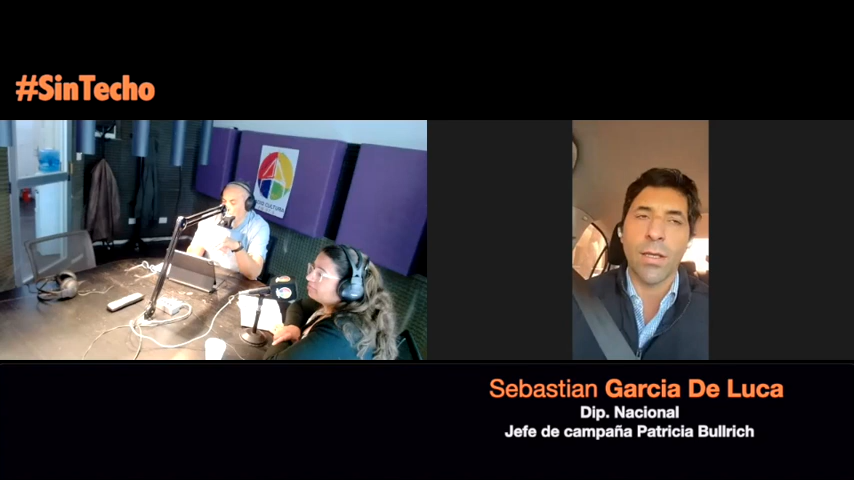 #SinTecho
Sebastian Garcia De Luca
Dip. Nacional
Jefe de campaña Patricia Bullrich